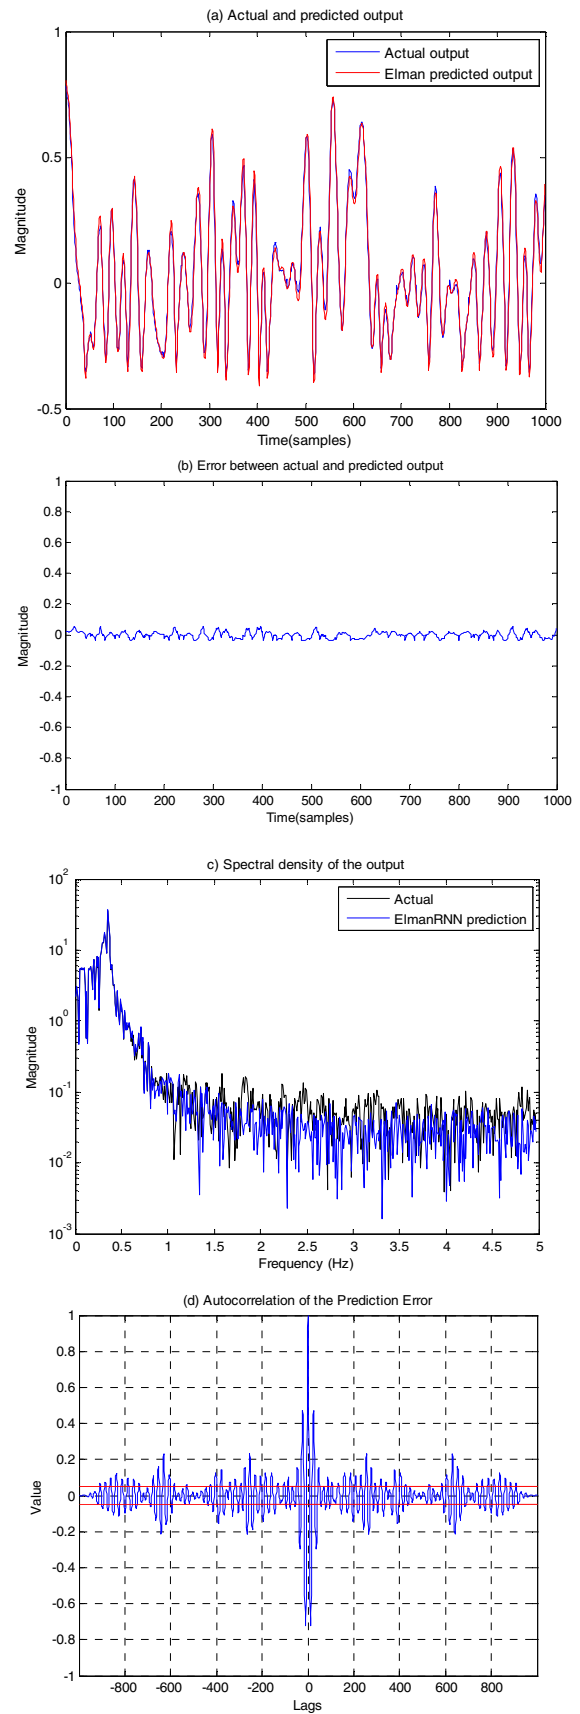 (a) Actual and predicted output
1
0.5
0
-0.5
Magnitude
Actual output
Elman predicted output
0 100 200 300 400 500 600 700 800 900 1000
Time(samples)
(b) Error between actual and predicted output
1
0.8
0.6
0.4
0.2
0
-0.2
-0.4
-0.6
-0.8
-1
Magnitude
0 100 200 300 400 500 600 700 800 900 1000
Time(samples)
c) Spectral density of the output
10^2
10^1
10^0
10^-1
10^-2
10^-3
Magnitude
Actual
ElmanRNN prediction
0 0.5 1 1.5 2 2.5 3 3.5 4 4.5 5
Frequency (Hz)
(d) Autocorrelation of the Prediction Error
1
0.8
0.6
0.4
0.2
0
-0.2
-0.4
-0.6
-0.8
-1
Value
-800 -600 -400 -200 0 200 400 600 800
Lags